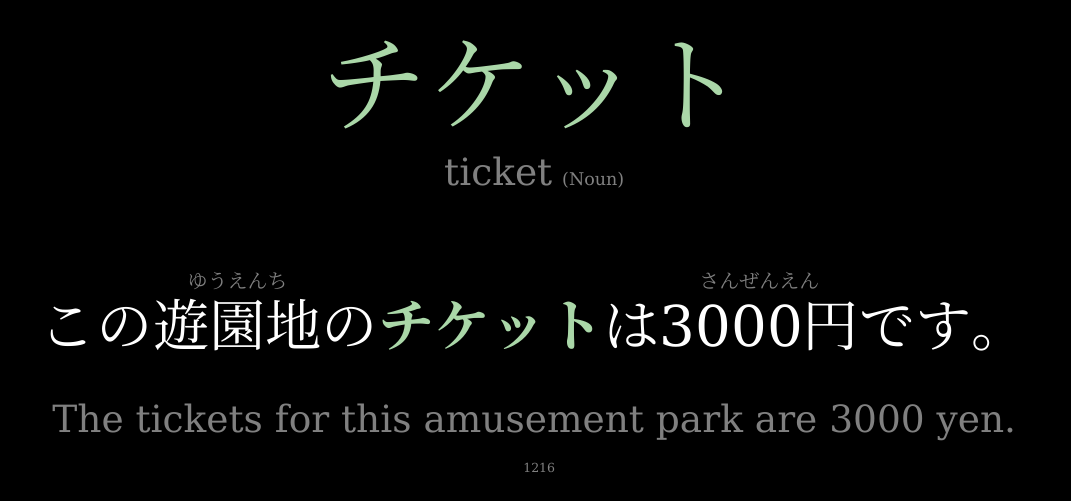 チケット
ticket (Noun)
ゆうえんち さんぜんえん
この遊園地のチケットは3000円です。
The tickets for this amusement park are 3000 yen.
1216